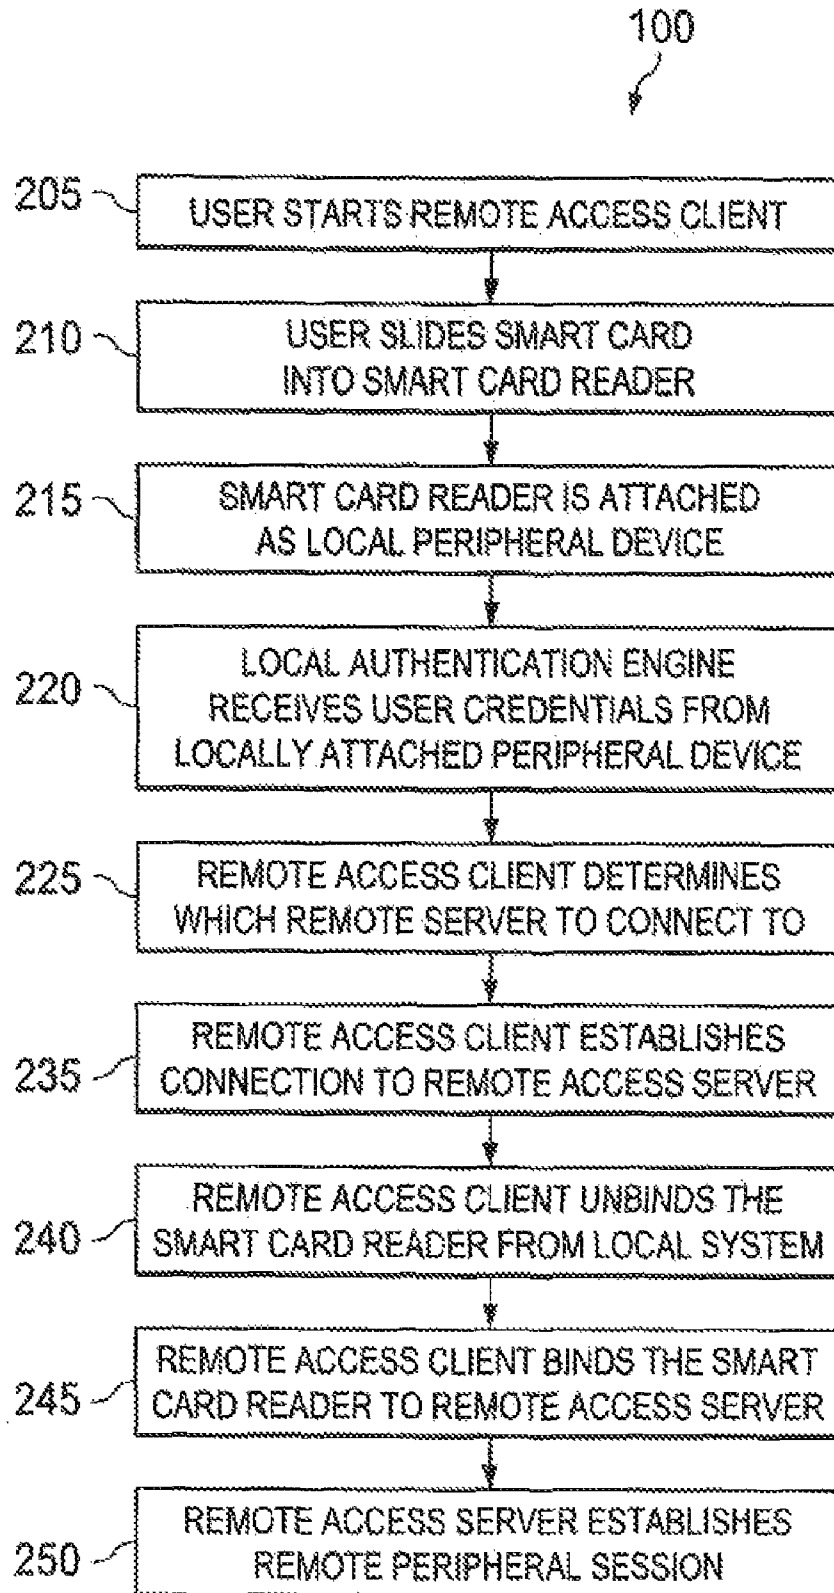 100
205
USER STARTS REMOTE ACCESS CLIENT
210
USER SLIDES SMART CARD
INTO SMART CARD READER
215
SMART CARD READER IS ATTACHED
AS LOCAL PERIPHERAL DEVICE
220
LOCAL AUTHENTICATION ENGINE
RECEIVES USER CREDENTIALS FROM
LOCALLY ATTACHED PERIPHERAL DEVICE
225
REMOTE ACCESS CLIENT DETERMINES
WHICH REMOTE SERVER TO CONNECT TO
235
REMOTE ACCESS CLIENT ESTABLISHES
CONNECTION TO REMOTE ACCESS SERVER
240
REMOTE ACCESS CLIENT UNBINDS THE
SMART CARD READER FROM LOCAL SYSTEM
245
REMOTE ACCESS CLIENT BINDS THE SMART
CARD READER TO REMOTE ACCESS SERVER
250
REMOTE ACCESS SERVER ESTABLISHES
REMOTE PERIPHERAL SESSION